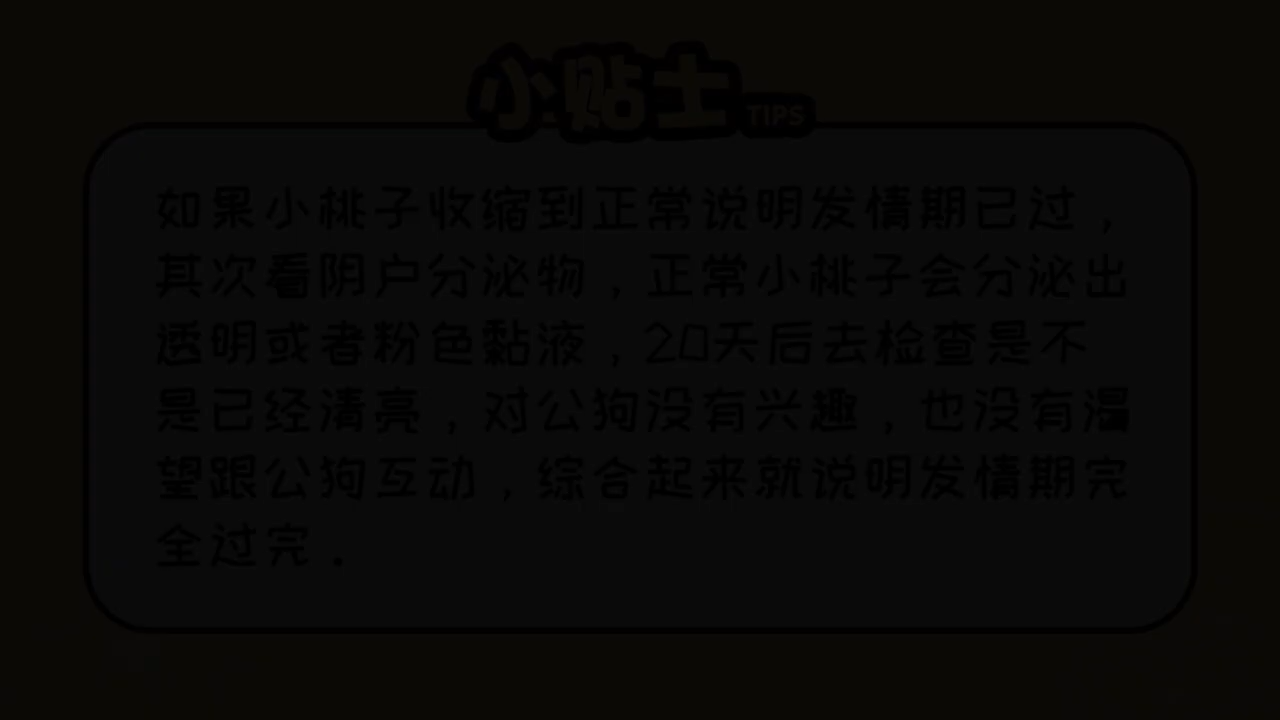 小贴士 TIPS
如果小桃子收缩到正常说明发情期已过，
其次看阴户分泌物，正常小桃子会分泌出
透明或者粉色黏液，20天后去检查是不
是已经清亮，对公狗没有兴趣，也没有渴
望跟公狗互动，综合起来就说明发情期完
全过完.